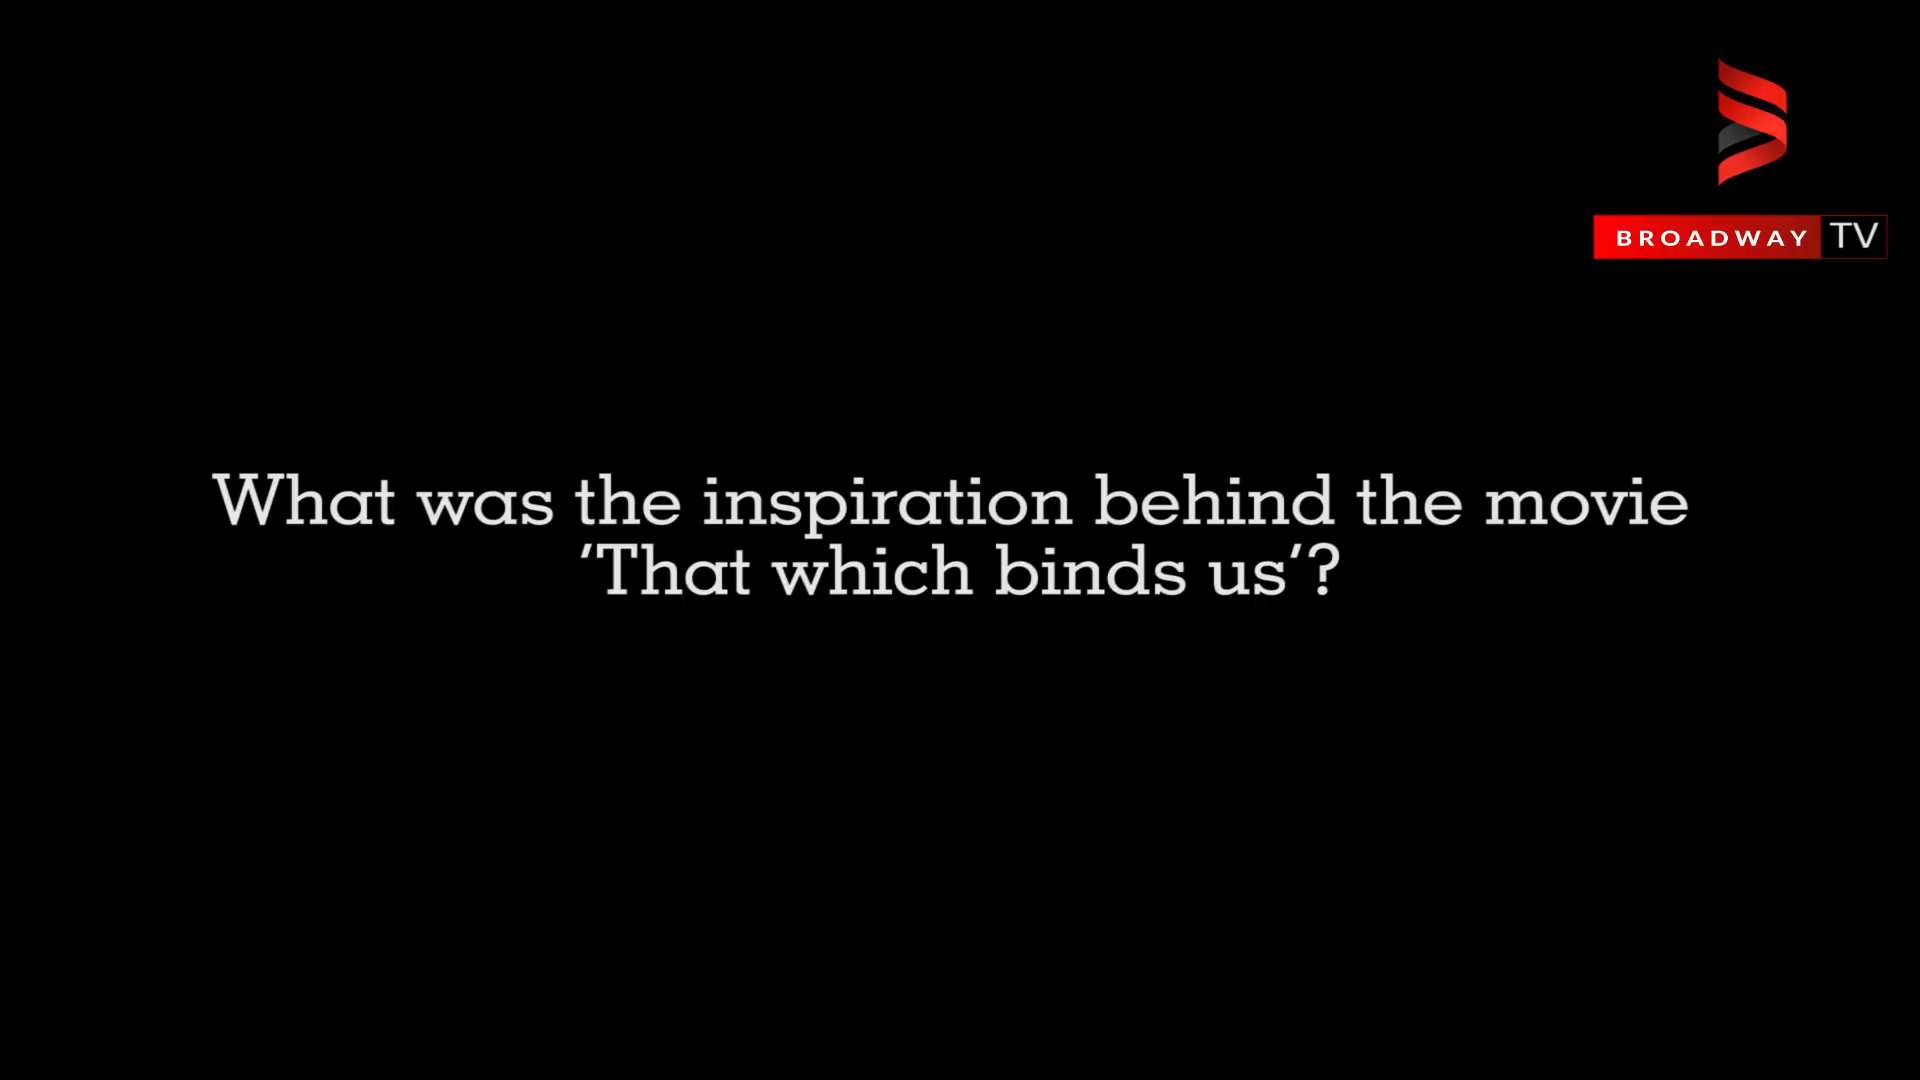 BROADWAY TV
What was the inspiration behind the movie
'That which binds us'?